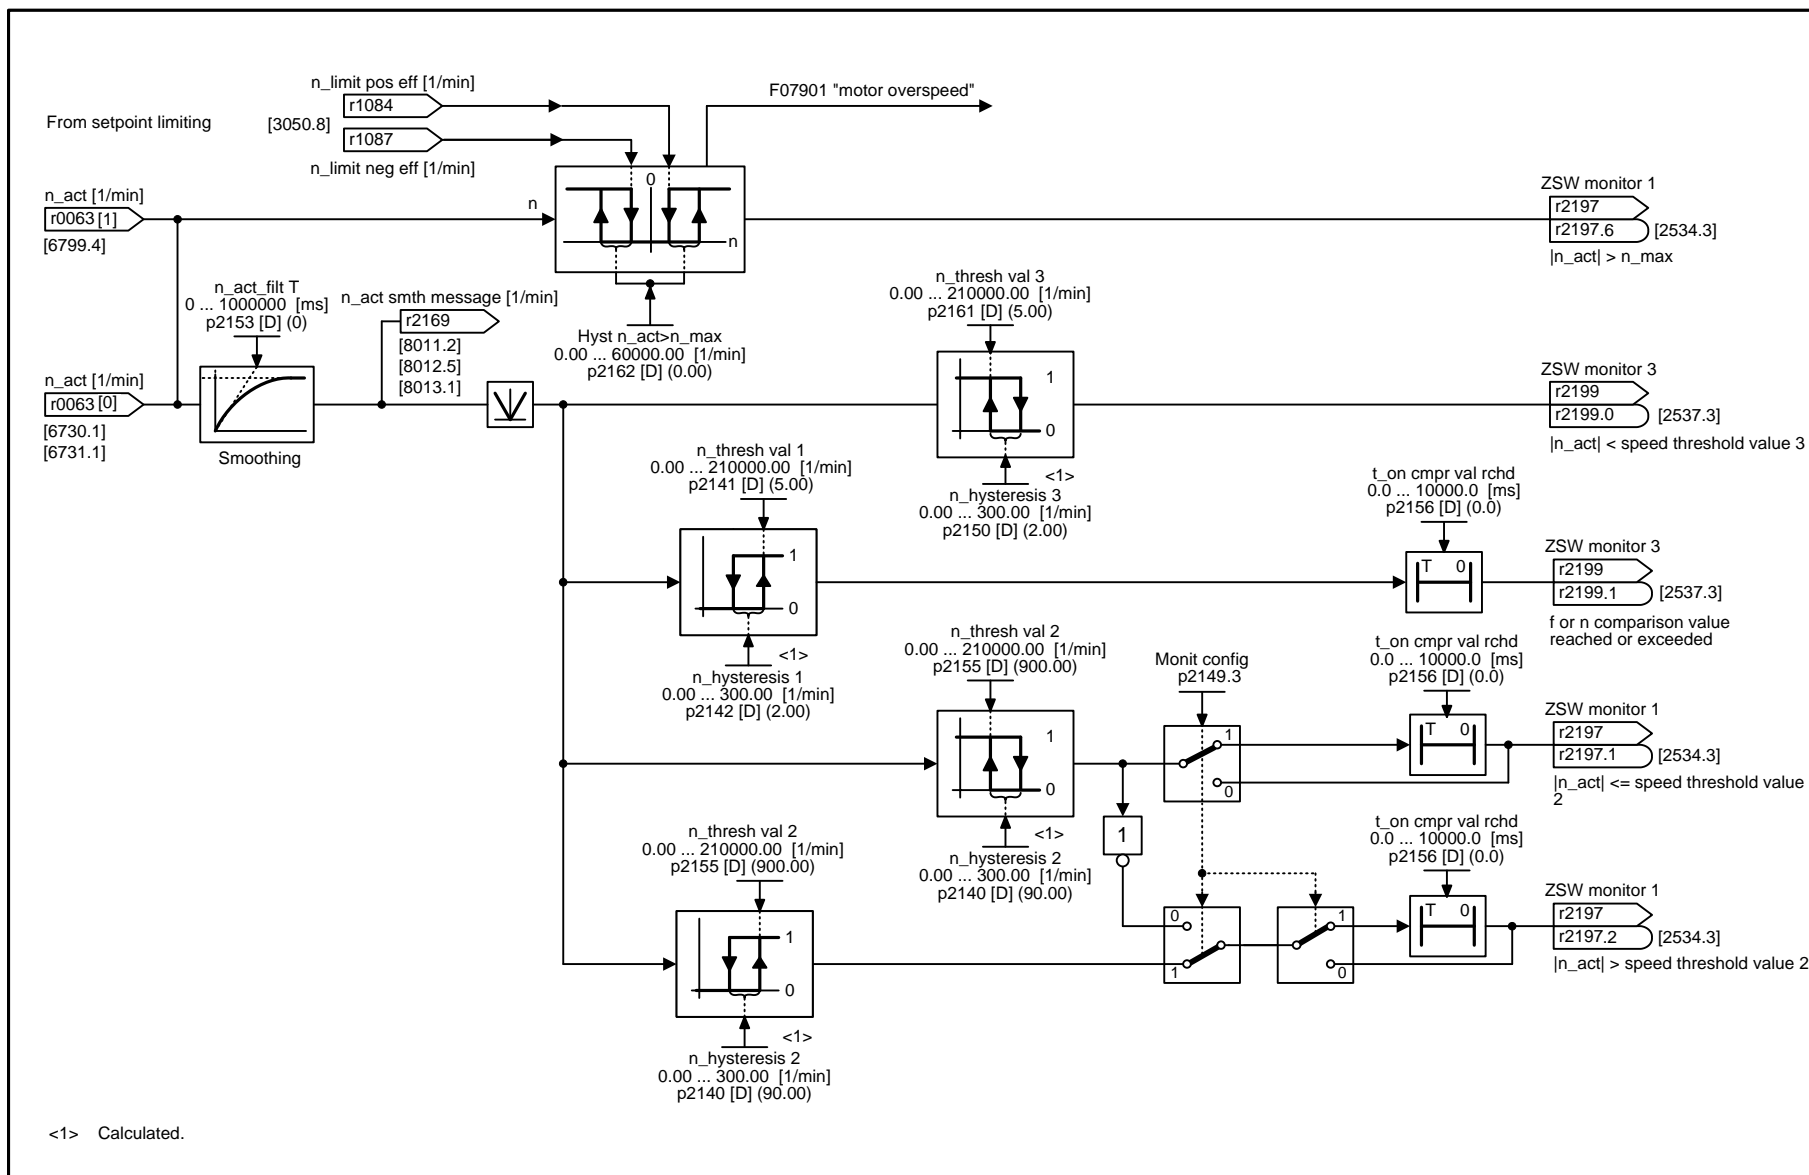 n_limit pos eff [1/min]
r1084
F07901 "motor overspeed"
From setpoint limiting
[3050.8]
r1087
n_limit neg eff [1/min]
n_act [1/min]
r0063 [1]
[6799.4]
n
0
n
ZSW monitor 1
r2197
r2197.6 [2534.3]
|n_act| > n_max
n_act_filt T
0 ... 1000000 [ms]
p2153 [D] (0)
n_act smth message [1/min]
r2169
[8011.2]
[8012.5]
[8013.1]
Hyst n_act>n_max
0.00 ... 60000.00 [1/min]
p2162 [D] (0.00)
n_thresh val 3
0.00 ... 210000.00 [1/min]
p2161 [D] (5.00)
n_act [1/min]
r0063 [0]
[6730.1]
[6731.1]
Smoothing
1
0
<1>
n_hysteresis 3
0.00 ... 300.00 [1/min]
p2150 [D] (2.00)
ZSW monitor 3
r2199
r2199.0 [2537.3]
|n_act| < speed threshold value 3
n_thresh val 1
0.00 ... 210000.00 [1/min]
p2141 [D] (5.00)
1
0
<1>
n_hysteresis 1
0.00 ... 300.00 [1/min]
p2142 [D] (2.00)
t_on cmpr val rchd
0.0 ... 10000.0 [ms]
p2156 [D] (0.0)
T 0
ZSW monitor 3
r2199
r2199.1 [2537.3]
f or n comparison value
reached or exceeded
n_thresh val 2
0.00 ... 210000.00 [1/min]
p2155 [D] (900.00)
1
0
<1>
n_hysteresis 2
0.00 ... 300.00 [1/min]
p2140 [D] (90.00)
Monit config
p2149.3
1
0
t_on cmpr val rchd
0.0 ... 10000.0 [ms]
p2156 [D] (0.0)
T 0
ZSW monitor 1
r2197
r2197.1 [2534.3]
|n_act| <= speed threshold value
2
1
n_thresh val 2
0.00 ... 210000.00 [1/min]
p2155 [D] (900.00)
1
0
<1>
n_hysteresis 2
0.00 ... 300.00 [1/min]
p2140 [D] (90.00)
0
1
1
0
t_on cmpr val rchd
0.0 ... 10000.0 [ms]
p2156 [D] (0.0)
T 0
ZSW monitor 1
r2197
r2197.2 [2534.3]
|n_act| > speed threshold value 2
<1> Calculated.